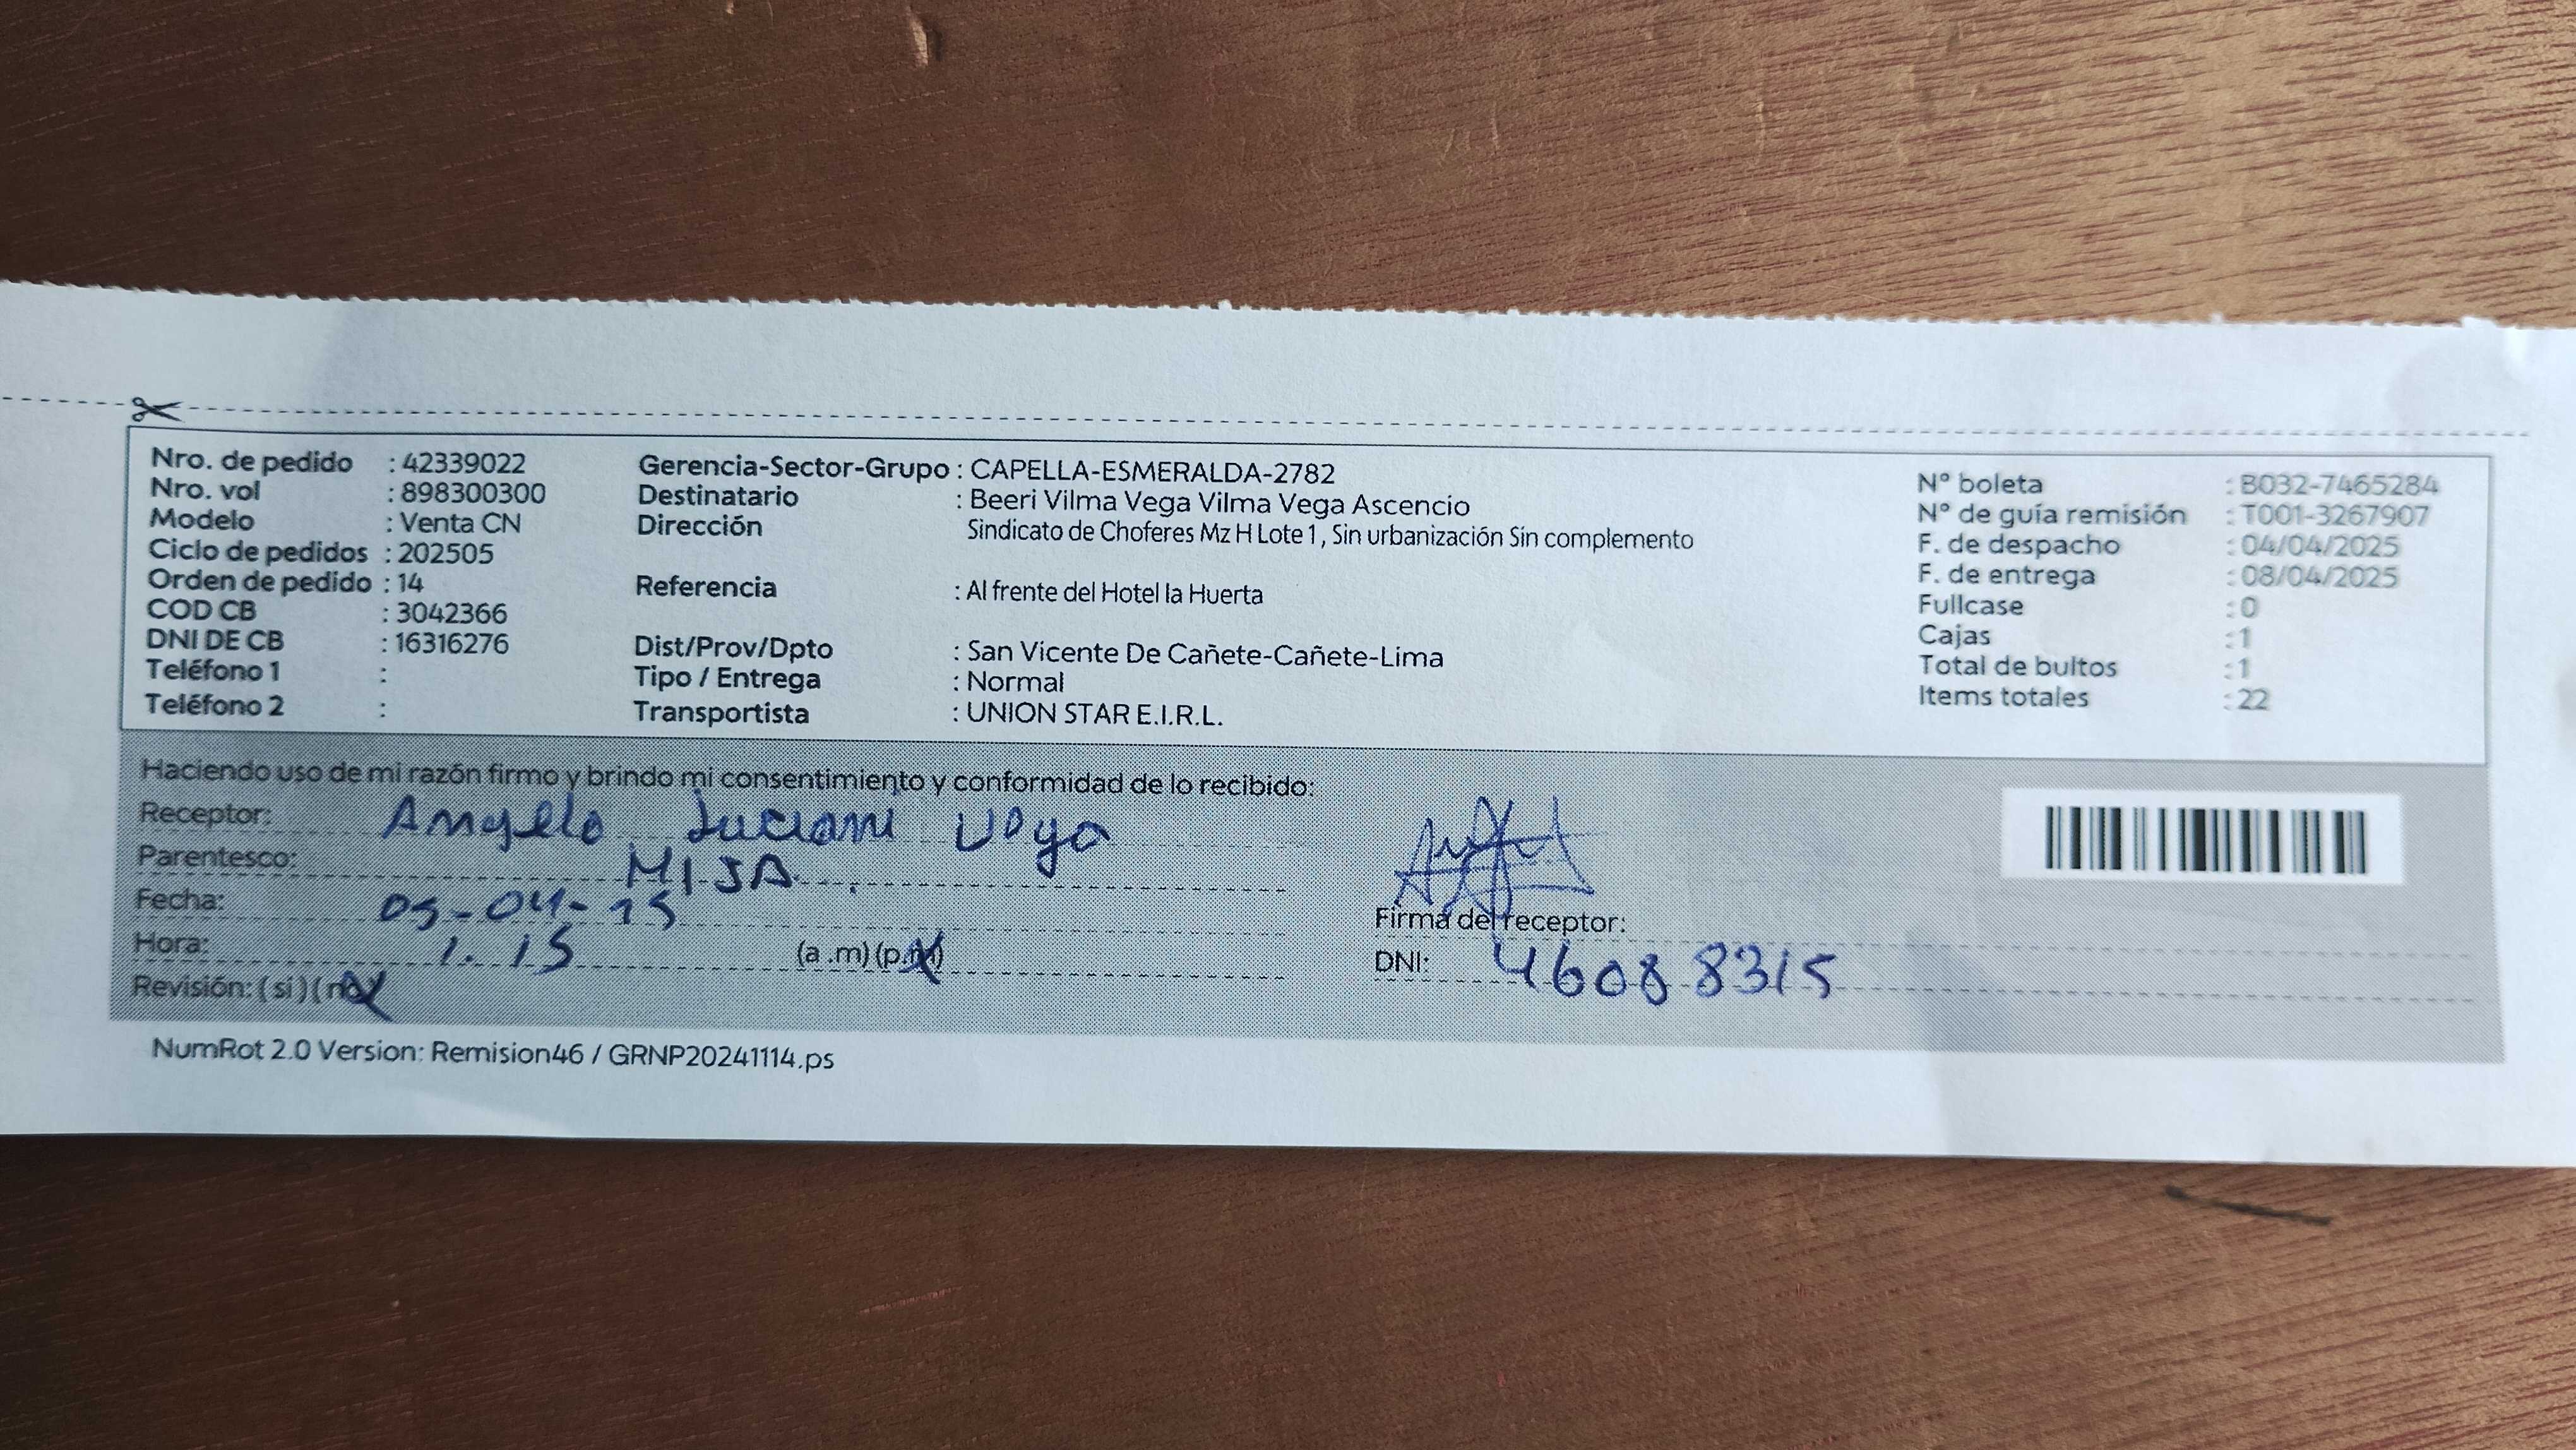 Nro. de pedido : 42339022
Nro. vol : 898300300
Modelo : Venta CN
Ciclo de pedidos : 202505
Orden de pedido : 14
COD CB : 3042366
DNI DE CB : 16316276
Teléfono 1 :
Teléfono 2 :
Gerencia-Sector-Grupo : CAPELLA-ESMERALDA-2782
Destinatario : Beeri Vilma Vega Vilma Vega Ascencio
Dirección Sindicato de Choferes Mz H Lote 1, Sin urbanización Sin complemento
Referencia : Al frente del Hotel la Huerta
Dist/Prov/Dpto : San Vicente De Cañete-Cañete-Lima
Tipo / Entrega : Normal
Transportista : UNION STAR E.I.R.L.
N° boleta : B032-7465284
N° de guía remisión : T001-3267907
F. de despacho : 04/04/2025
F. de entrega : 08/04/2025
Fullcase : 0
Cajas : 1
Total de bultos : 1
Items totales : 22
Haciendo uso de mi razón firmo y brindo mi consentimiento y conformidad de lo recibido:
Receptor: Angelo
Parentesco:
Fecha: 05-04-25
Hora: 1.15 (a .m) (p.m)
Revisión: (si) (no)
Firma del receptor:
DNI: 46088315
NumRot 2.0 Version: Remision46 / GRNP20241114.ps